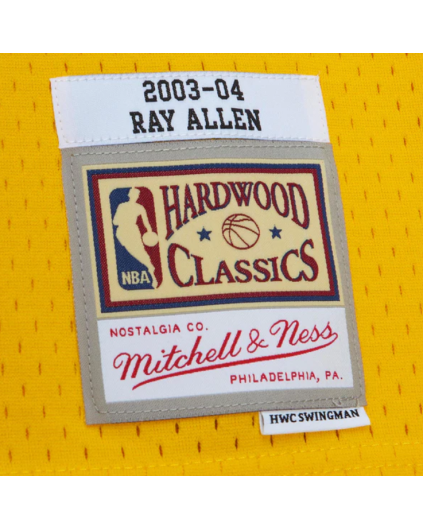 2003-04
RAY ALLEN
HARDWOOD
NBA
CLASSICS
NOSTALGIA CO.
Mitchell & Ness
PHILADELPHIA, PA.
HWC SWINGMAN